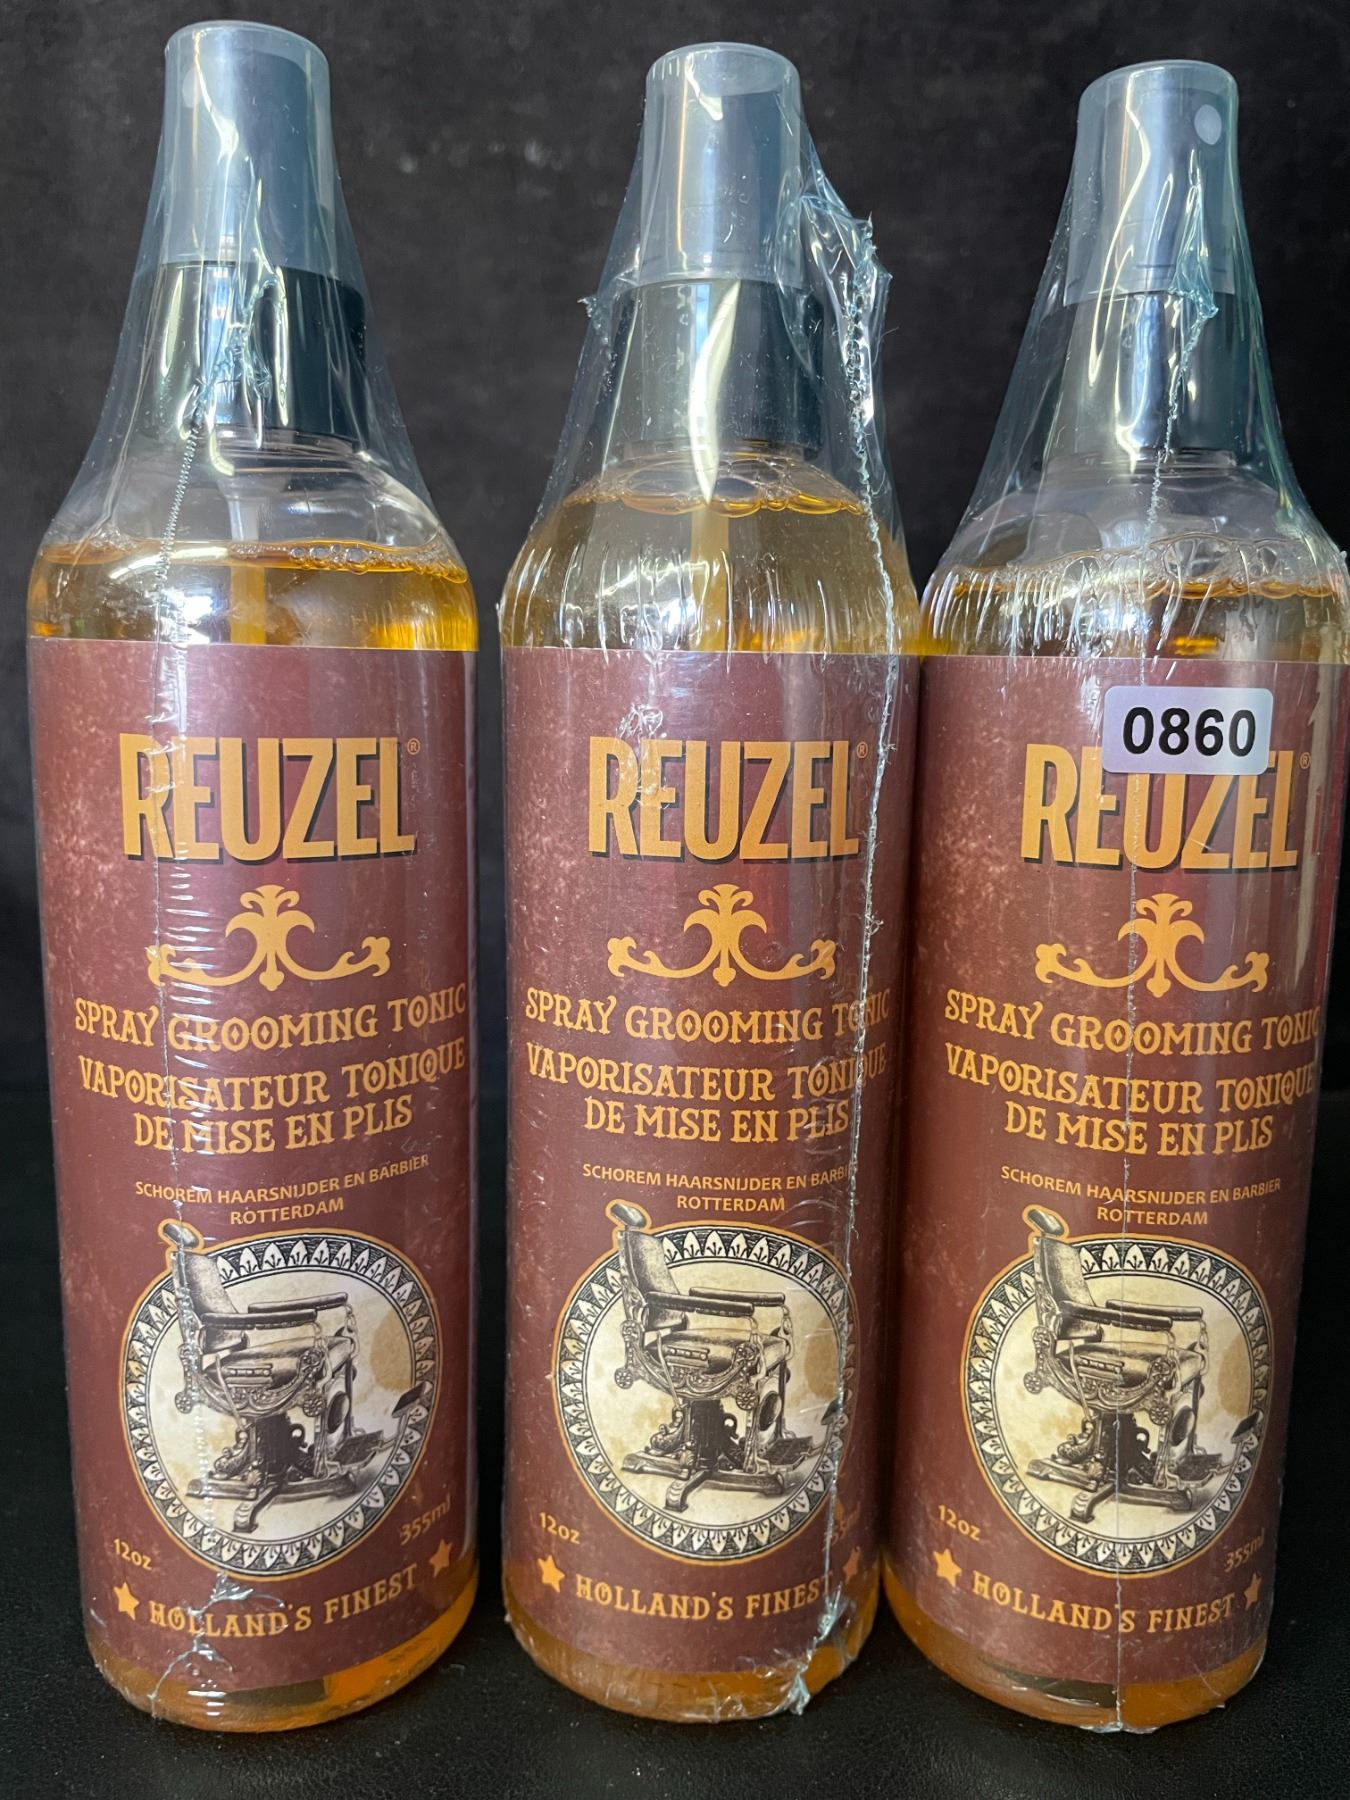 REUZEL®
SPRAY GROOMING TONIC
VAPORISATEUR TONIQUE
DE MISE EN PLIS
SCHOREM HAARSNIJDER EN BARBIER
ROTTERDAM
12oz
355ml
HOLLAND'S FINEST
REUZEL®
SPRAY GROOMING TONIC
VAPORISATEUR TONIQUE
DE MISE EN PLIS
SCHOREM HAARSNIJDER EN BARBI
ROTTERDAM
12oz
HOLLAND'S FINEST
0860
REUZEL®
SPRAY GROOMING TONIC
VAPORISATEUR TONIQUE
DE MISE EN PLIS
SCHOREM HAARSNIJDER EN BARBIER
ROTTERDAM
12oz
355ml
HOLLAND'S FINEST